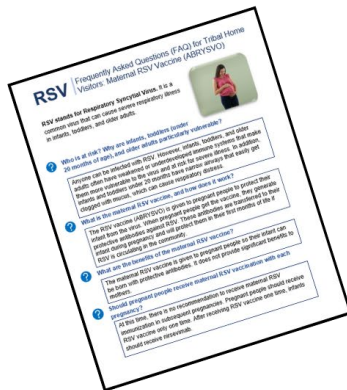 RSV
Frequently Asked Questions (FAQ) for Tribal Home
Visitors: Maternal RSV Vaccine (ABRYSVO)
RSV stands for Respiratory Syncytial Virus. It is a
common virus that can cause severe respiratory illness
in infants, toddlers, and older adults.
Who is at risk? Why are infants, toddlers (under
20 months of age), and older adults particularly vulnerable?
Anyone can be infected with RSV. However, infants, toddlers, and older
adults often have weakened or underdeveloped immune systems that make
them more vulnerable to the virus and at risk for severe illness. In addition,
infants and toddlers under 20 months have narrow airways that easily get
clogged with mucus, which can cause respiratory distress.
What is the maternal RSV vaccine, and how does it work?
The RSV vaccine (ABRYSVO) is given to pregnant people to protect their
infant from the virus. When pregnant people get the vaccine, they generate
protective antibodies against RSV. These antibodies are transferred to their
infant during pregnancy and will protect them in their first months of life if
RSV is circulating in the community.
What are the benefits of the maternal RSV vaccine?
The maternal RSV vaccine is given to pregnant people so their infant can
be born with protective antibodies. It does not provide significant benefits to
mothers.
Should pregnant people receive maternal RSV vaccination with each
pregnancy?
At this time, there is no recommendation to receive maternal RSV
immunization in subsequent pregnancies. Pregnant people should receive
RSV vaccine only one time. After receiving RSV vaccine one time, infants
should receive nirsevimab.